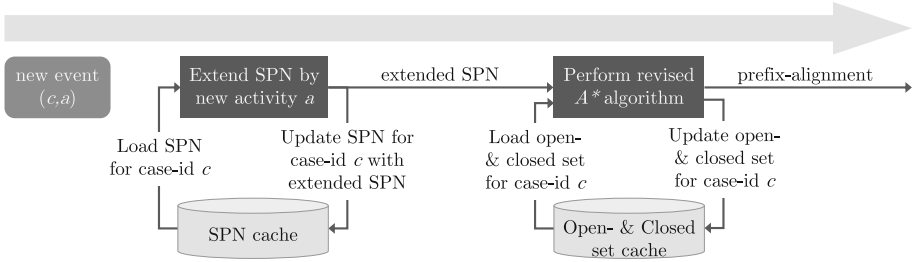 new event
(c,a)
Extend SPN by
new activity a
extended SPN
Perform revised
A* algorithm
prefix-alignment
Load SPN
for case-id c
Update SPN for
case-id c with
extended SPN
Load open-
& closed set
for case-id c
Update open-
& closed set
for case-id c
SPN cache
Open- & Closed
set cache